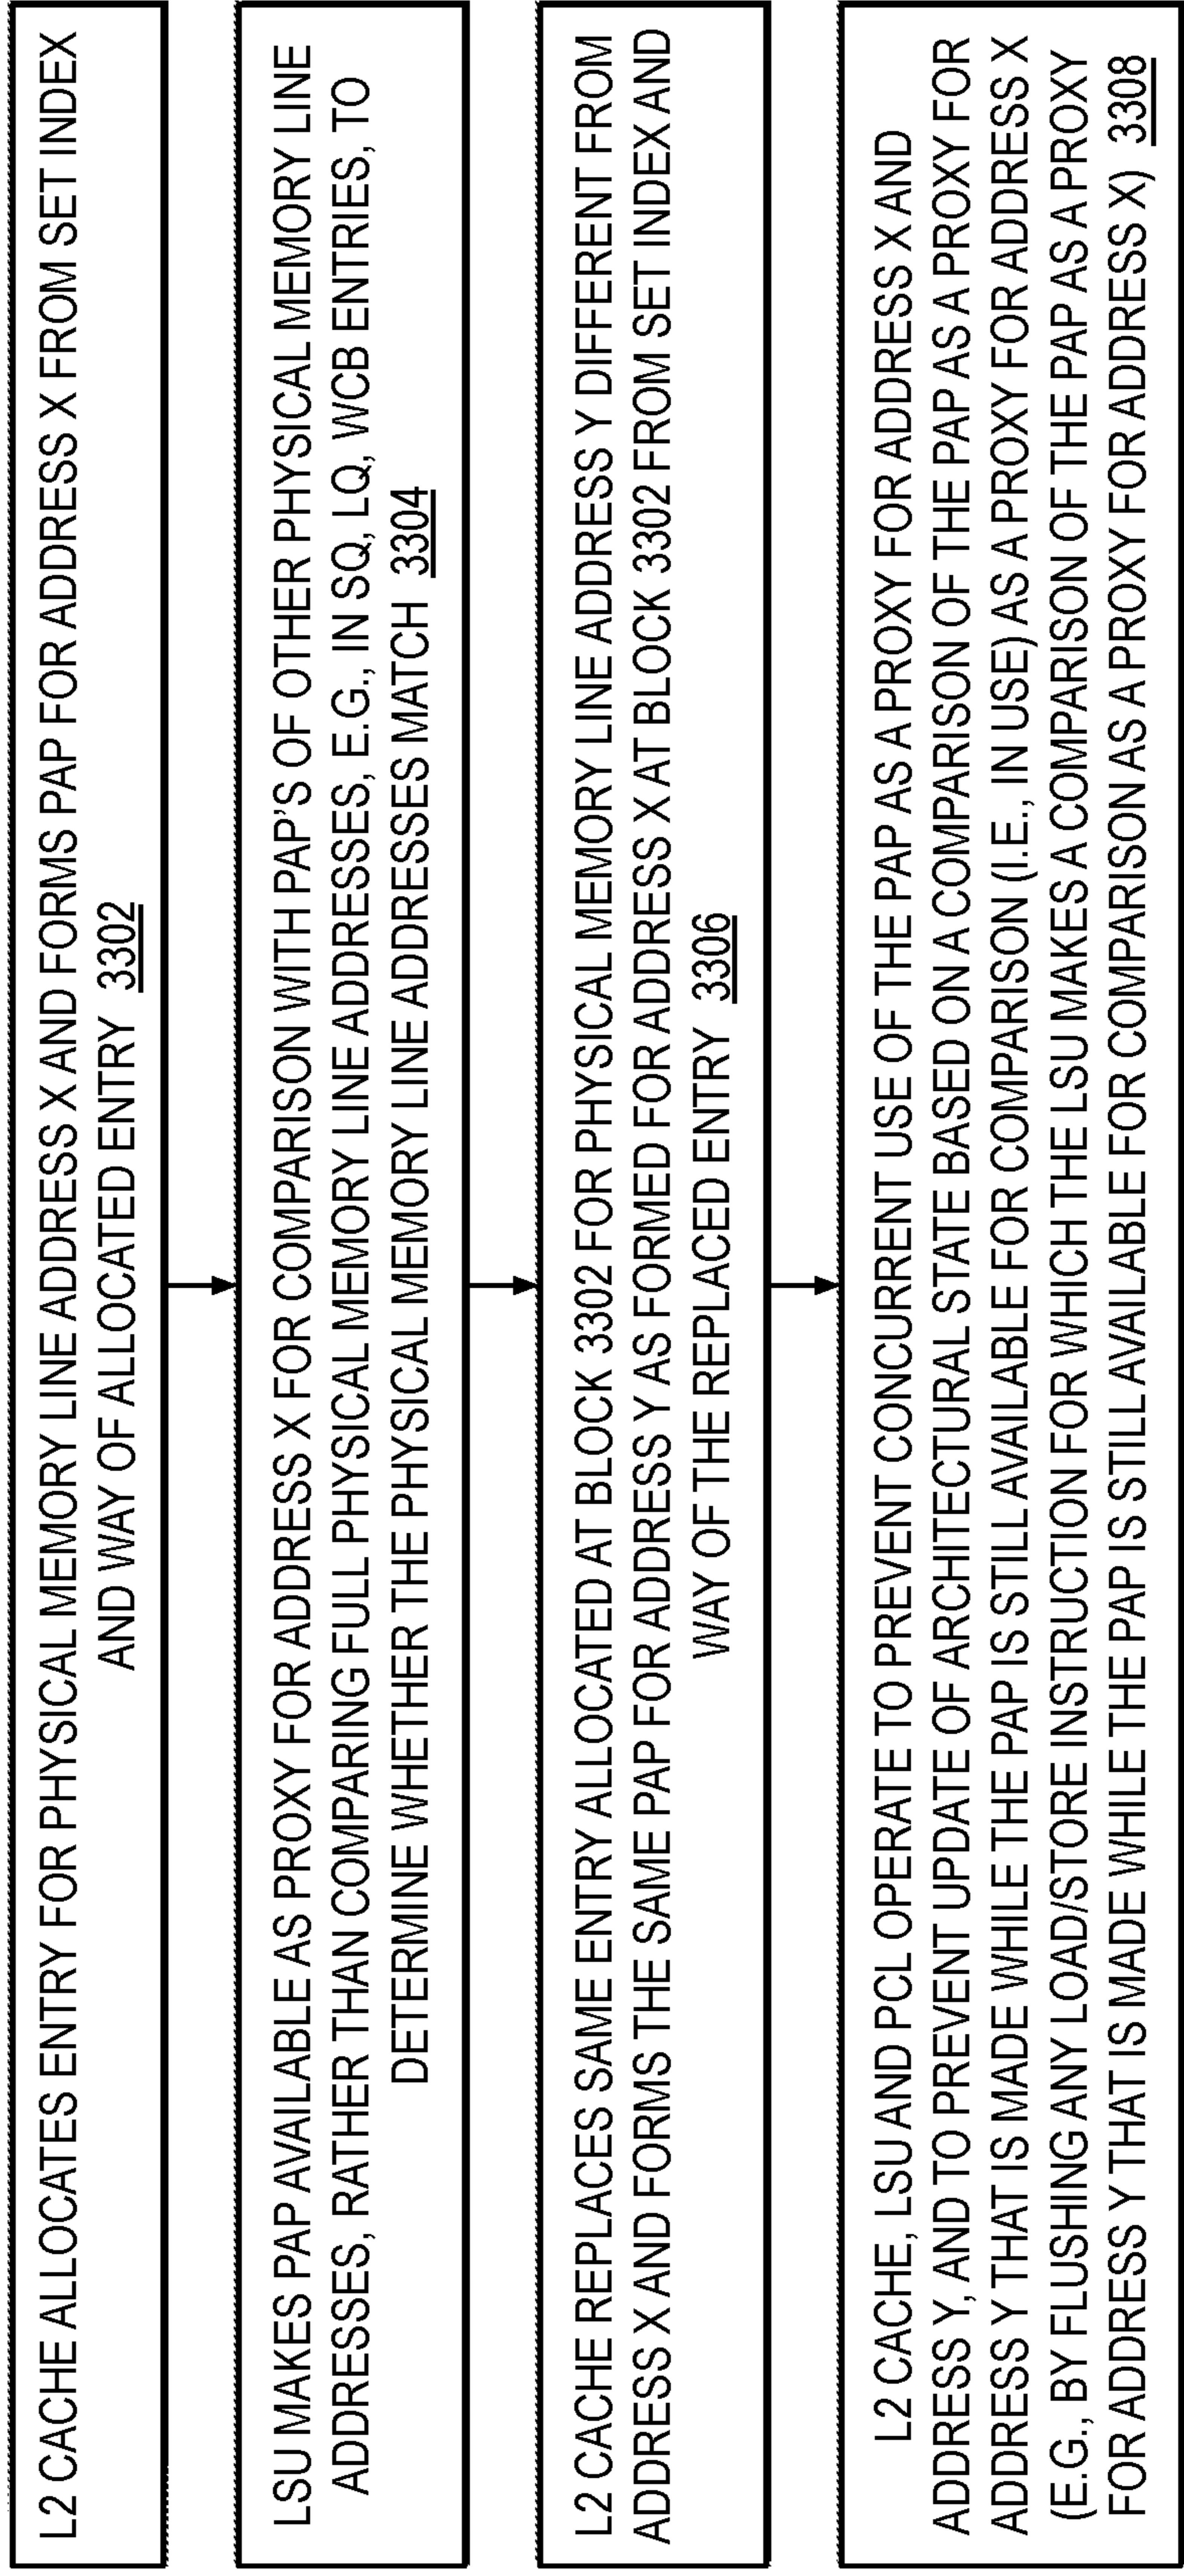 L2 CACHE ALLOCATES ENTRY FOR PHYSICAL MEMORY LINE ADDRESS X AND FORMS PAP FOR ADDRESS X FROM SET INDEX
AND WAY OF ALLOCATED ENTRY 3302
LSU MAKES PAP AVAILABLE AS PROXY FOR ADDRESS X FOR COMPARISON WITH PAP'S OF OTHER PHYSICAL MEMORY LINE
ADDRESSES, RATHER THAN COMPARING FULL PHYSICAL MEMORY LINE ADDRESSES, E.G., IN SQ, LQ, WCB ENTRIES, TO
DETERMINE WHETHER THE PHYSICAL MEMORY LINE ADDRESSES MATCH 3304
L2 CACHE REPLACES SAME ENTRY ALLOCATED AT BLOCK 3302 FOR PHYSICAL MEMORY LINE ADDRESS Y DIFFERENT FROM
ADDRESS X AND FORMS THE SAME PAP FOR ADDRESS Y AS FORMED FOR ADDRESS X AT BLOCK 3302 FROM SET INDEX AND
WAY OF THE REPLACED ENTRY 3306
L2 CACHE, LSU AND PCL OPERATE TO PREVENT CONCURRENT USE OF THE PAP AS A PROXY FOR ADDRESS X AND
ADDRESS Y, AND TO PREVENT UPDATE OF ARCHITECTURAL STATE BASED ON A COMPARISON OF THE PAP AS A PROXY FOR
ADDRESS Y THAT IS MADE WHILE THE PAP IS STILL AVAILABLE FOR COMPARISON (I.E., IN USE) AS A PROXY FOR ADDRESS X
(E.G., BY FLUSHING ANY LOAD/STORE INSTRUCTION FOR WHICH THE LSU MAKES A COMPARISON OF THE PAP AS A PROXY
FOR ADDRESS Y THAT IS MADE WHILE THE PAP IS STILL AVAILABLE FOR COMPARISON AS A PROXY FOR ADDRESS X) 3308